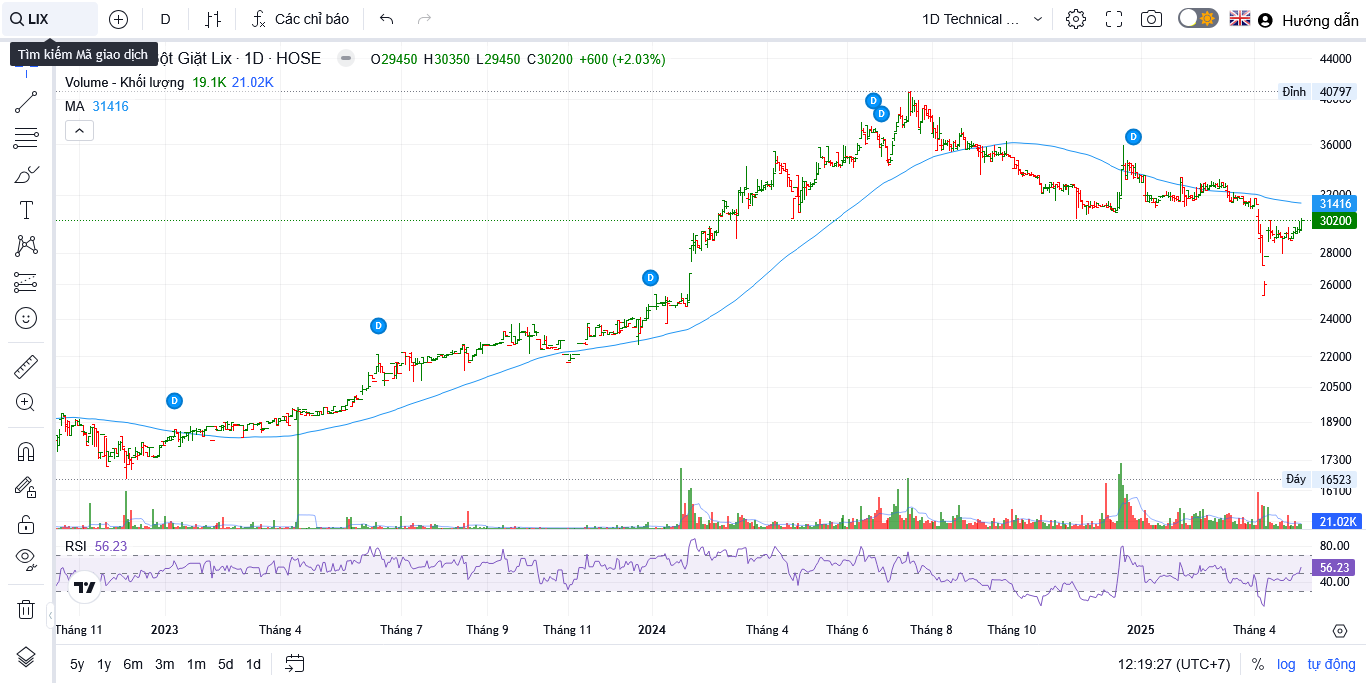 LIX
D
Các chỉ báo
1D Technical ...
Hướng dẫn
Tìm kiếm Mã giao dịch
ột Giặt Lix · 1D · HOSE
O29450 H30350 L29450 C30200 +600 (+2.03%)
Volume - Khối lượng 19.1K 21.02K
MA 31416
44000
Đỉnh 40797
40000
36000
32000
31416
30200
28000
26000
24000
22000
20500
18900
17300
Đáy 16523
16100
21.02K
D
D
D
D
D
D
RSI 56.23
80.00
56.23
40.00
Tháng 11 2023 Tháng 4 Tháng 7 Tháng 9 Tháng 11 2024 Tháng 4 Tháng 6 Tháng 8 Tháng 10 2025 Tháng 4
5y 1y 6m 3m 1m 5d 1d
12:19:27 (UTC+7) % log tự động